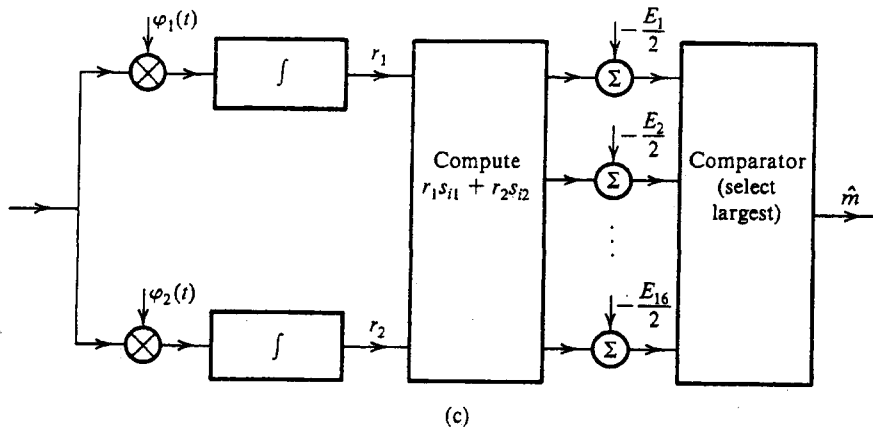 φ₁(t)
∫
r₁
φ₂(t)
∫
r₂
Compute
r₁sᵢ₁ + r₂sᵢ₂
−E₁/2
Σ
−E₂/2
Σ
−E₁₆/2
Σ
Comparator
(select
largest)
m̂
(c)